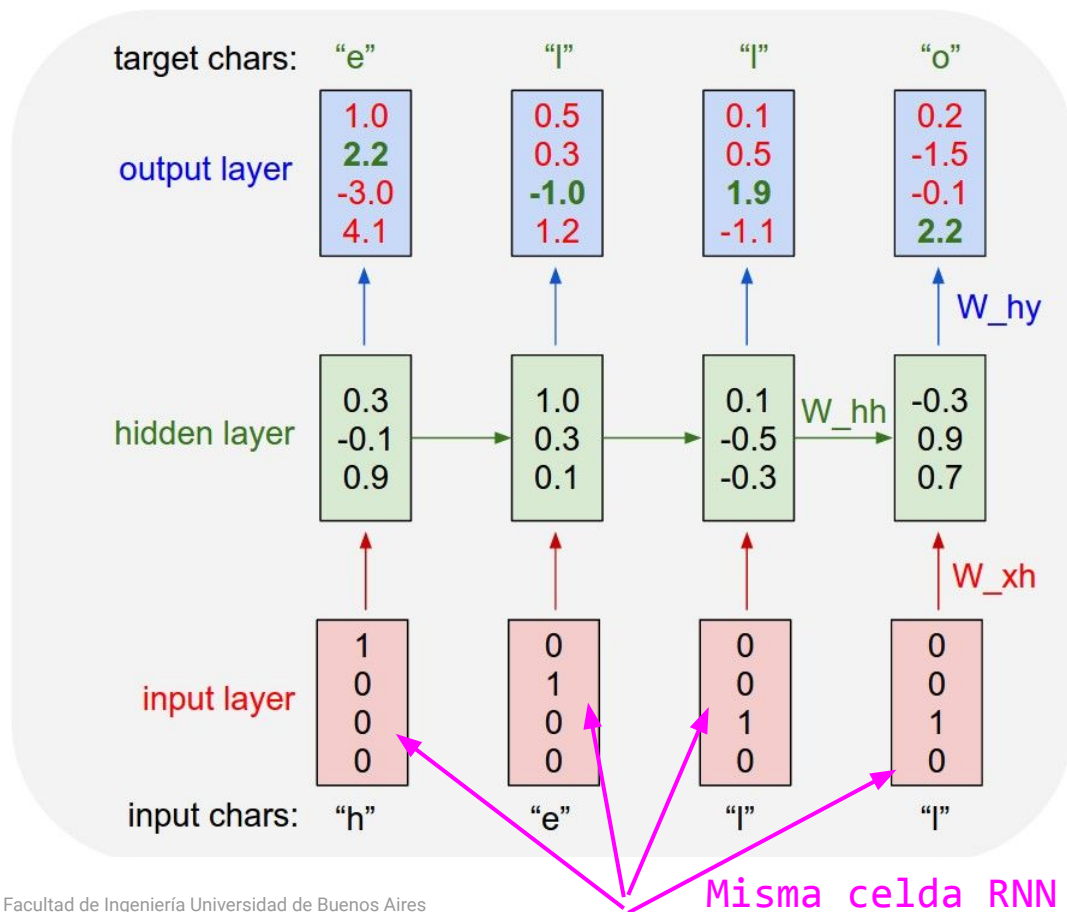 target chars: “e” “l” “l” “o”
1.0 0.5 0.1 0.2
2.2 0.3 0.5 -1.5
output layer
-3.0 -1.0 1.9 -0.1
4.1 1.2 -1.1 2.2
W_hy
0.3 1.0 0.1 -0.3
W_hh
hidden layer -0.1 0.3 -0.5 0.9
0.9 0.1 -0.3 0.7
W_xh
1 0 0 0
0 1 0 0
input layer
0 0 1 1
0 0 0 0
input chars: “h” “e” “l” “l”
Misma celda RNN
Facultad de Ingeniería Universidad de Buenos Aires